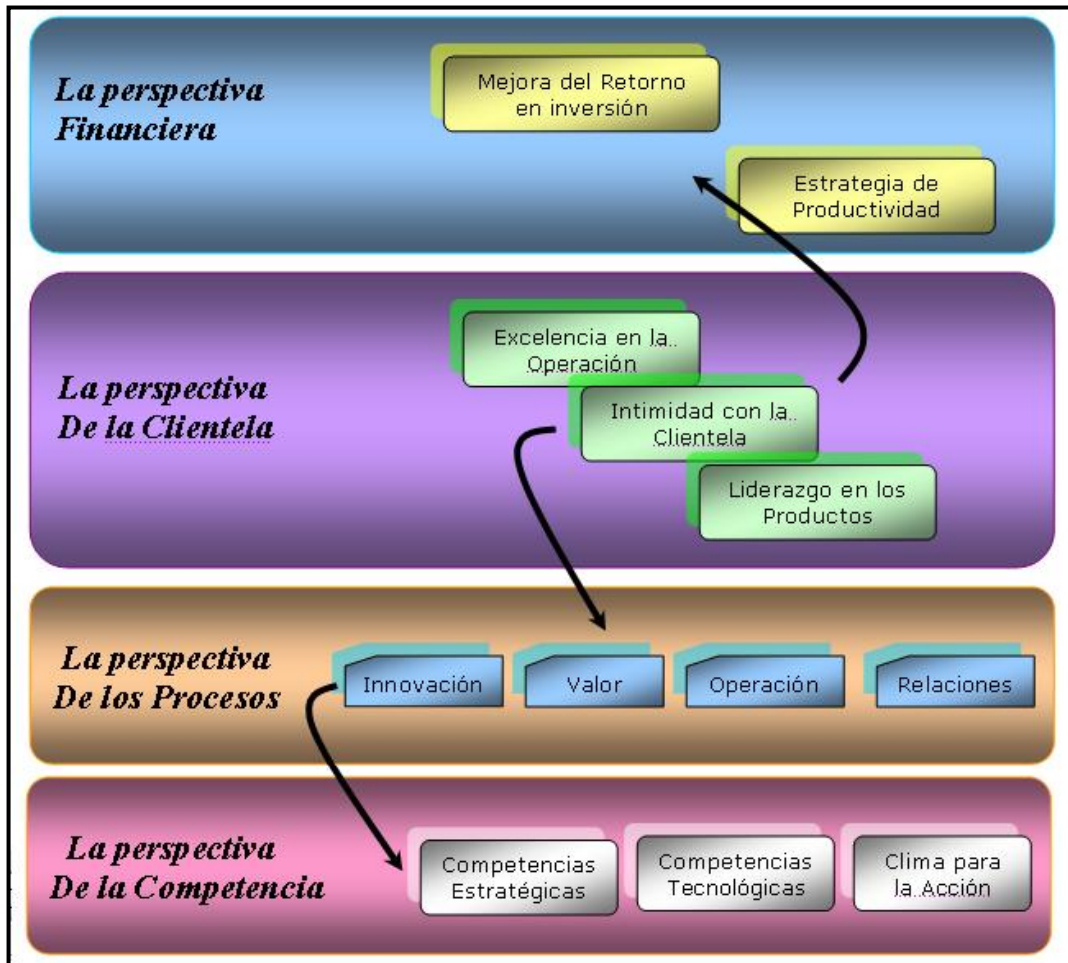 La perspectiva
Financiera
Mejora del Retorno
en inversión
Estrategia de
Productividad
La perspectiva
De la Clientela
Excelencia en la..
Operación
Intimidad con la..
Clientela
Liderazgo en los
Productos
La perspectiva
De los Procesos
Innovación
Valor
Operación
Relaciones
La perspectiva
De la Competencia
Competencias
Estratégicas
Competencias
Tecnológicas
Clima para
la Acción